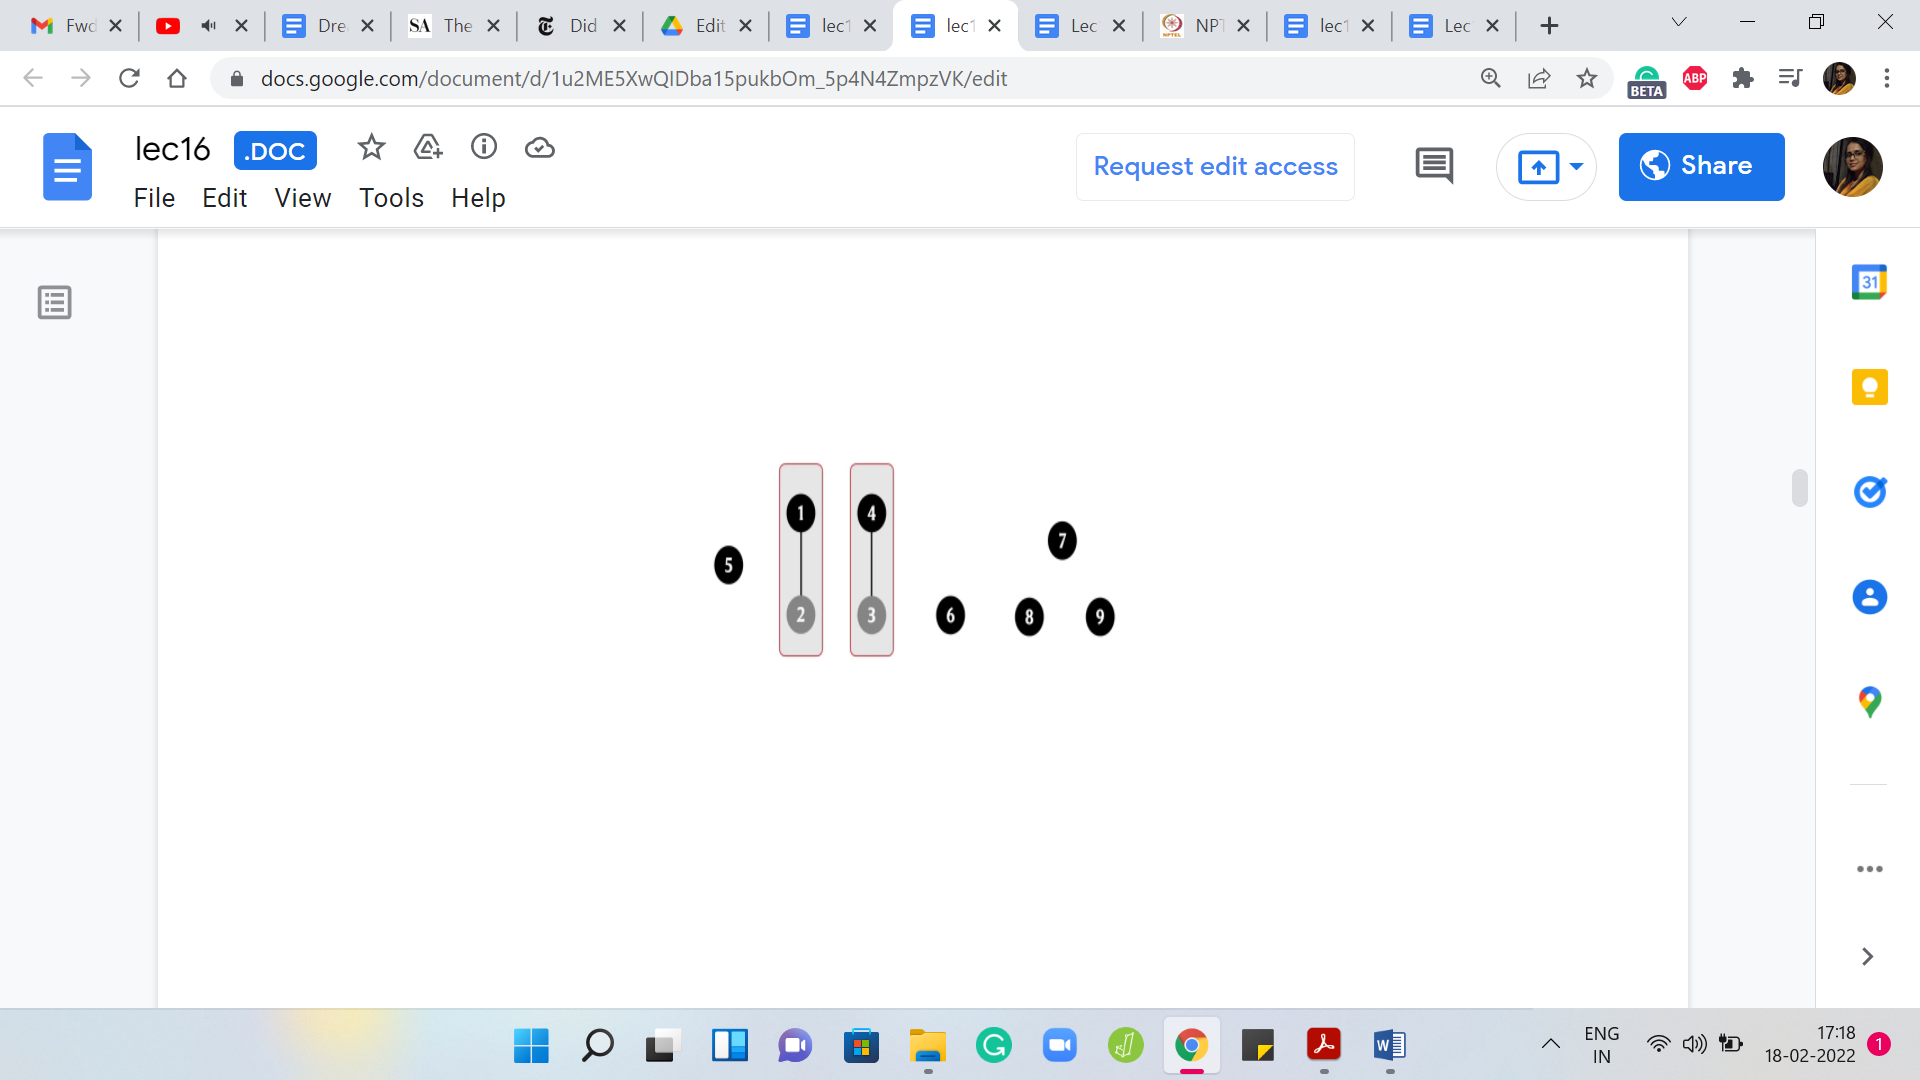 Fwd
Dre
SA The
Did
Edit
lec1
lec1
Lec
NPTEL NPT
lec1
Lec
docs.google.com/document/d/1u2ME5XwQIDba15pukbOm_5p4N4ZmpzVK/edit
BETA
ABP
lec16 .DOC
File Edit View Tools Help
Request edit access
Share
31
1 4
7
5
2 3 6 8 9
ENG
IN
17:18
18-02-2022
1